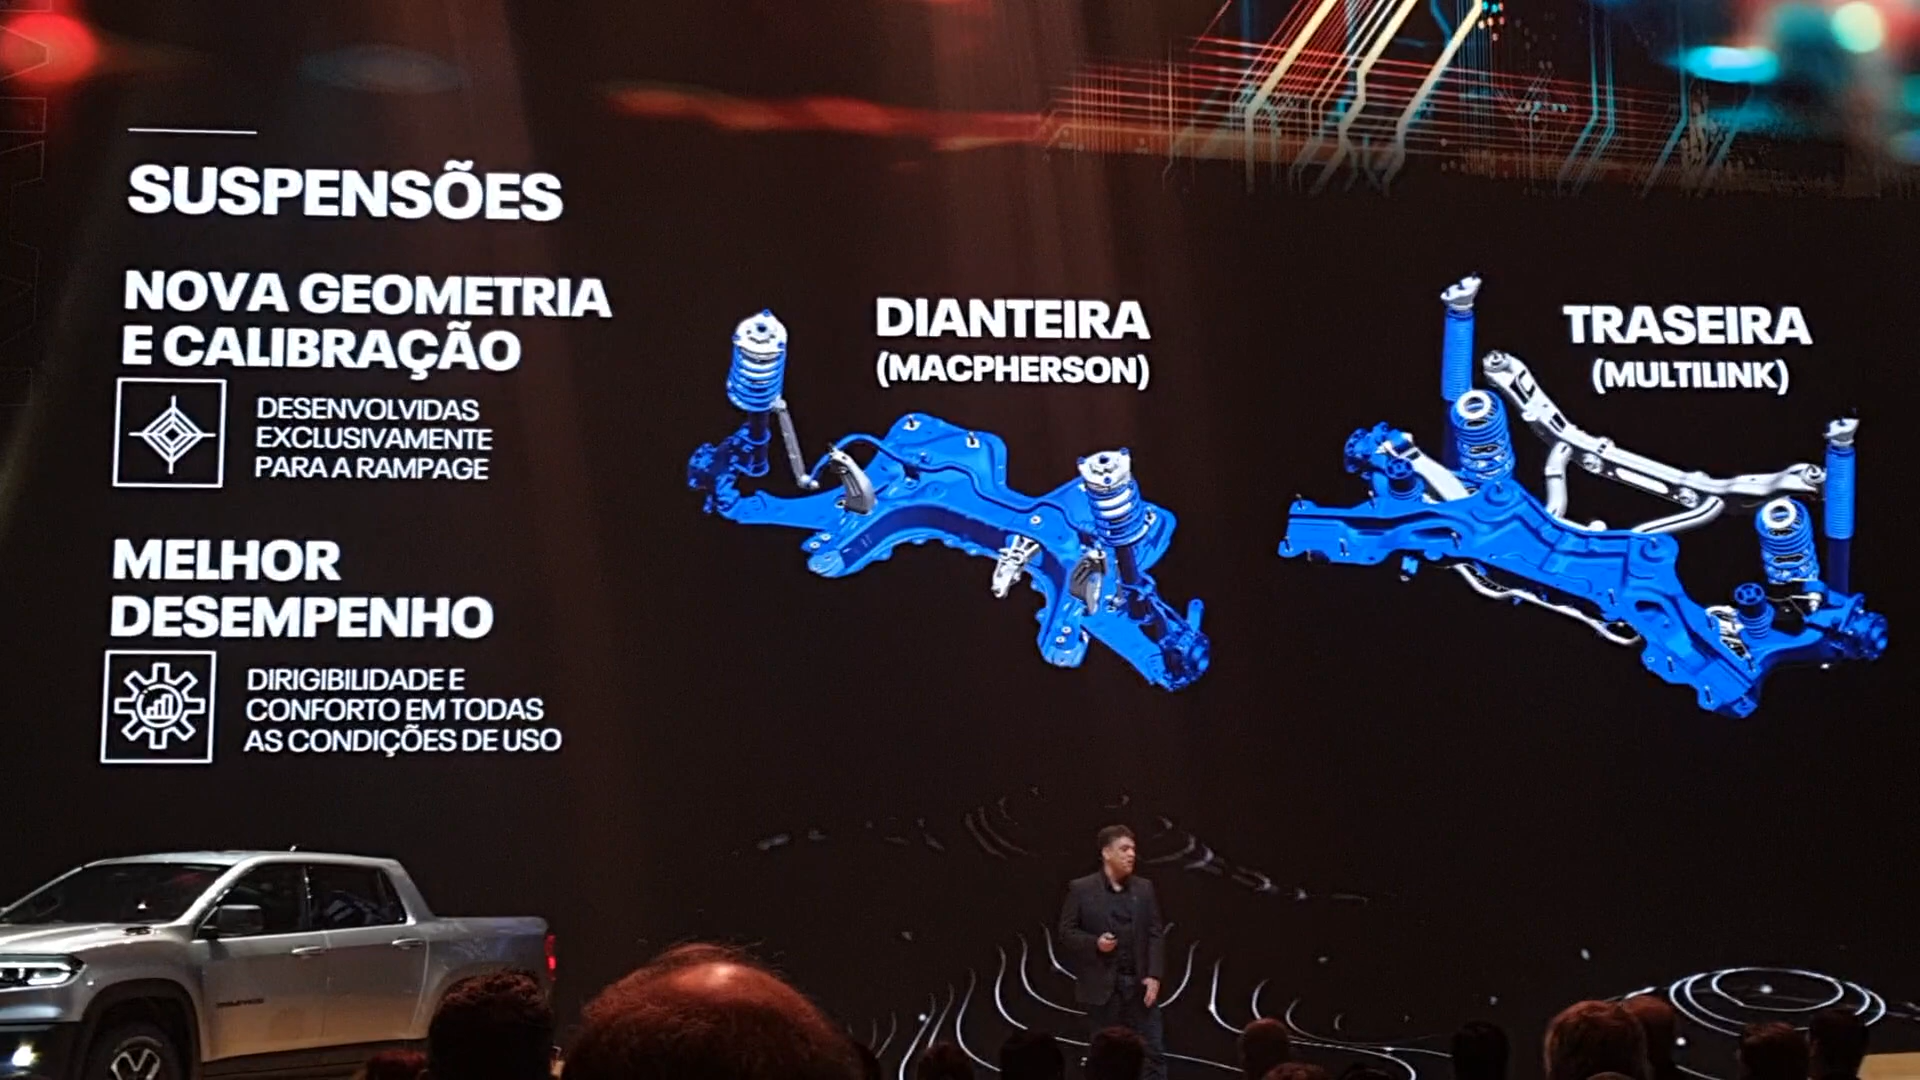 SUSPENSÕES
NOVA GEOMETRIA
E CALIBRAÇÃO
DESENVOLVIDAS
EXCLUSIVAMENTE
PARA A RAMPAGE
MELHOR
DESEMPENHO
DIRIGIBILIDADE E
CONFORTO EM TODAS
AS CONDIÇÕES DE USO
DIANTEIRA
(MACPHERSON)
TRASEIRA
(MULTILINK)